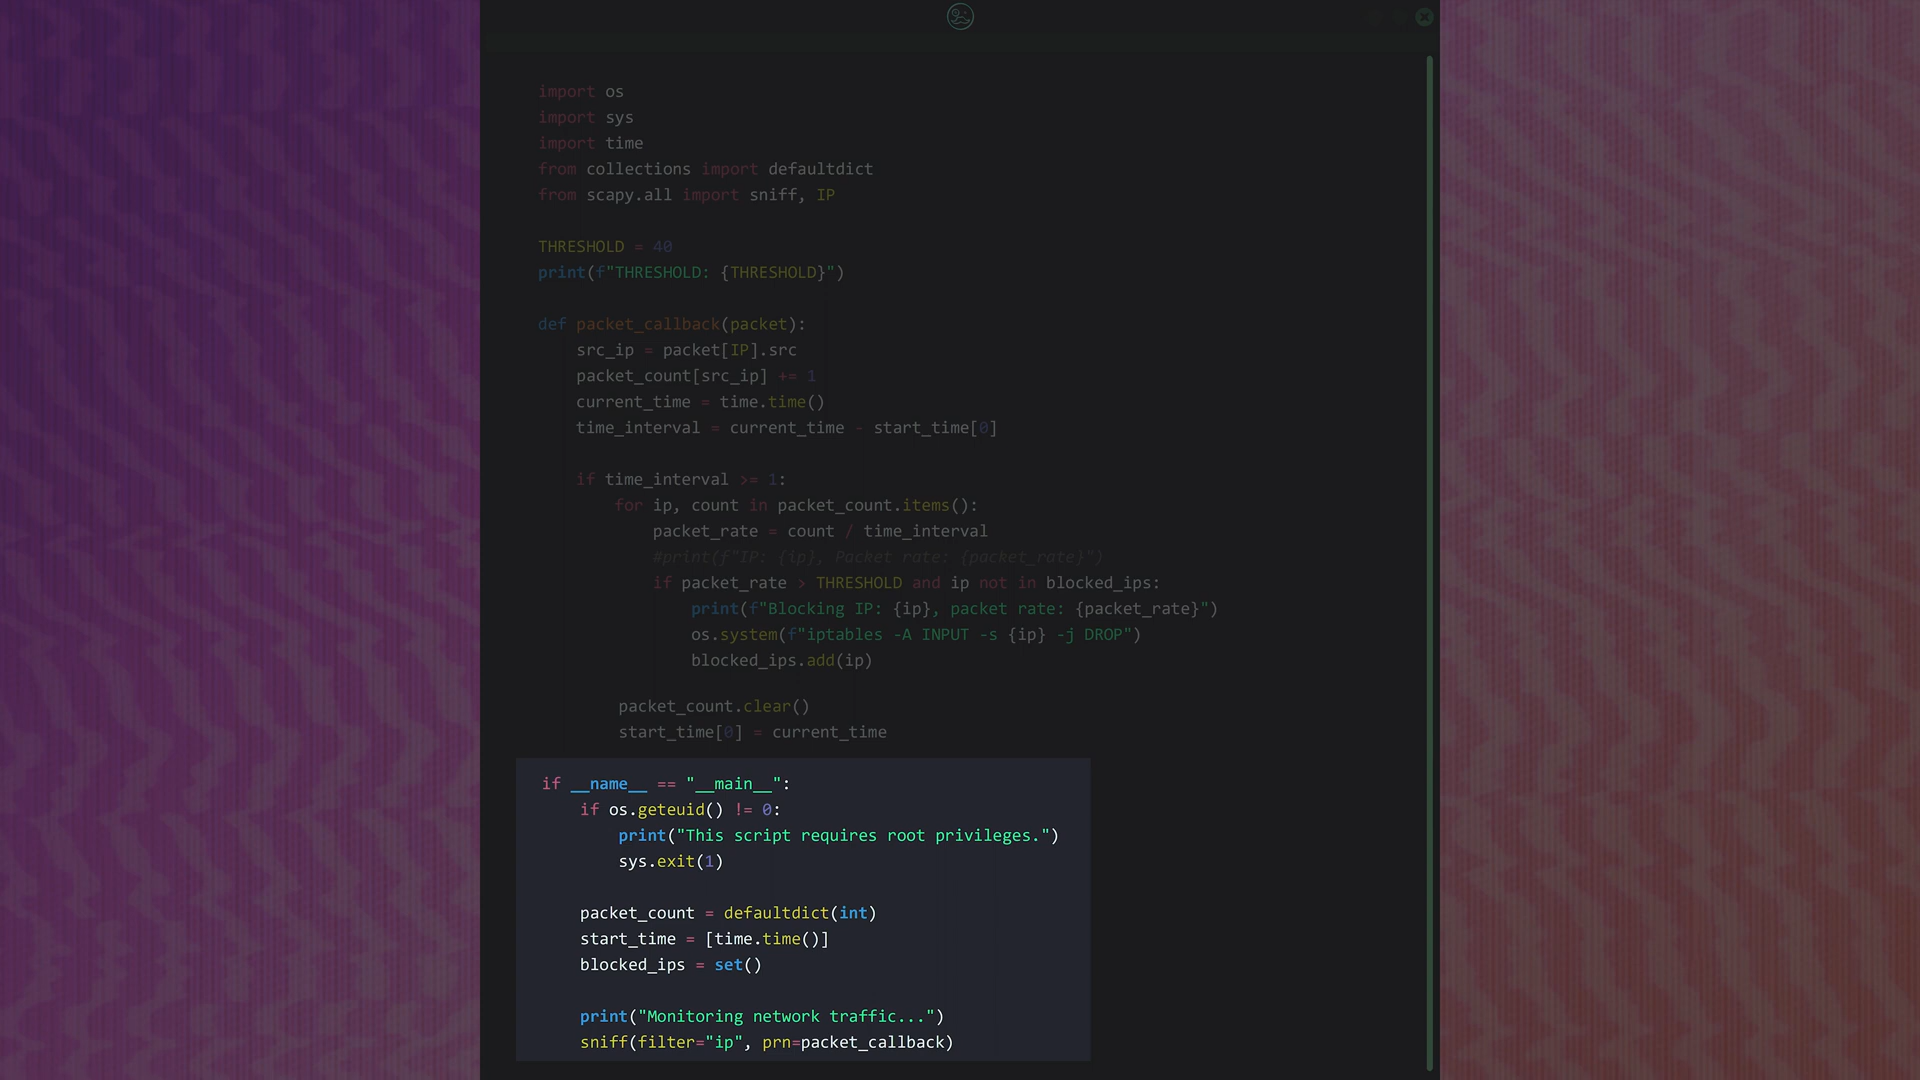 import os
import sys
import time
from collections import defaultdict
from scapy.all import sniff, IP

THRESHOLD = 40
print(f"THRESHOLD: {THRESHOLD}")

def packet_callback(packet):
    src_ip = packet[IP].src
    packet_count[src_ip] += 1
    current_time = time.time()
    time_interval = current_time - start_time[0]

    if time_interval >= 1:
        for ip, count in packet_count.items():
            packet_rate = count / time_interval
            #print(f"IP: {ip}, Packet rate: {packet_rate}")
            if packet_rate > THRESHOLD and ip not in blocked_ips:
                print(f"Blocking IP: {ip}, packet rate: {packet_rate}")
                os.system(f"iptables -A INPUT -s {ip} -j DROP")
                blocked_ips.add(ip)

        packet_count.clear()
        start_time[0] = current_time

if __name__ == "__main__":
    if os.geteuid() != 0:
        print("This script requires root privileges.")
        sys.exit(1)

    packet_count = defaultdict(int)
    start_time = [time.time()]
    blocked_ips = set()

    print("Monitoring network traffic...")
    sniff(filter="ip", prn=packet_callback)